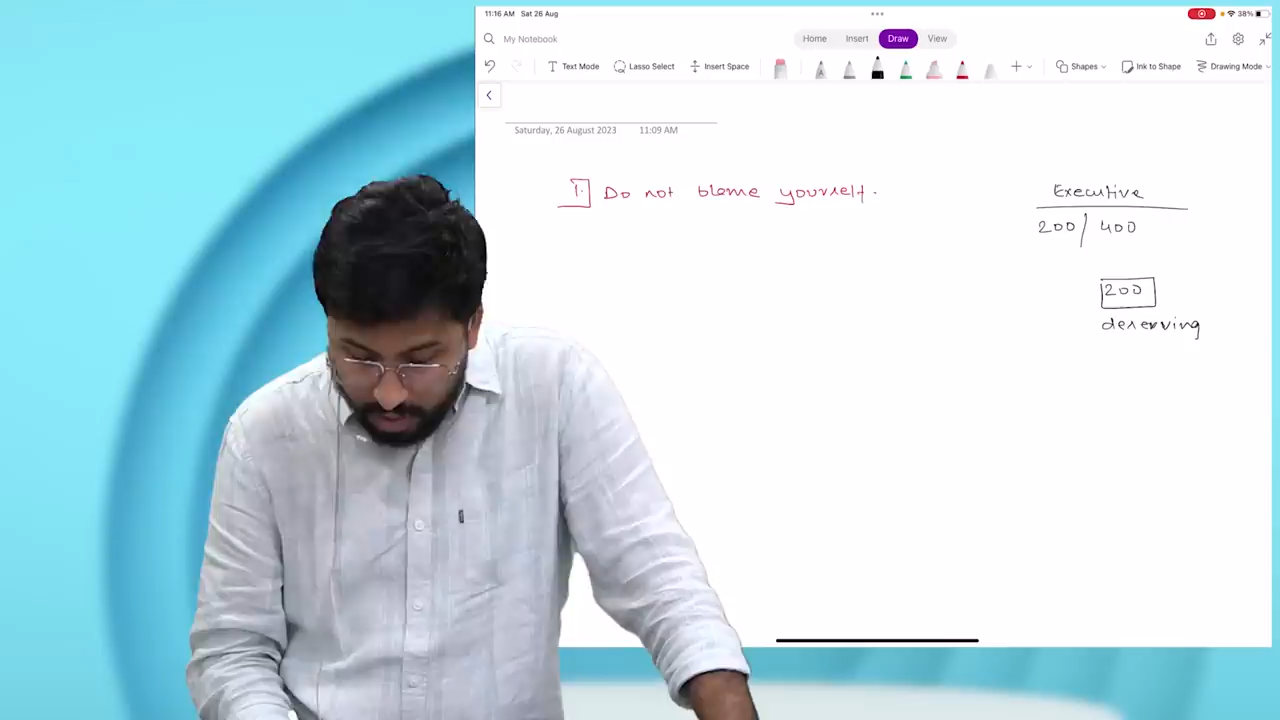 11:16 AM Sat 26 Aug
38%
My Notebook
Home Insert Draw View
Text Mode Lasso Select Insert Space Shapes Ink to Shape Drawing Mode
Saturday, 26 August 2023 11:09 AM
1. Do not blame yourself.
Executive
200 / 400
200
deserving